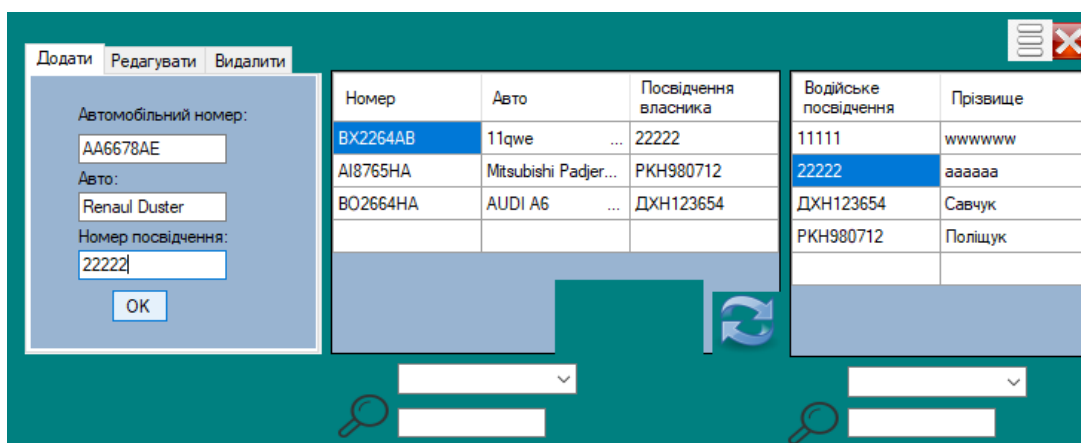 Додати Редагувати Видалити
Автомобільний номер:
AA6678AE
Авто:
Renaul Duster
Номер посвідчення:
22222
OK
Номер Авто Посвідчення власника
BX2264AB 11qwe ... 22222
AI8765HA Mitsubishi Padjer... PKH980712
BO2664HA AUDI A6 ... ДХН123654
Водійське посвідчення Прізвище
11111 wwwwww
22222 aaaaaa
ДХН123654 Савчук
PKH980712 Поліщук